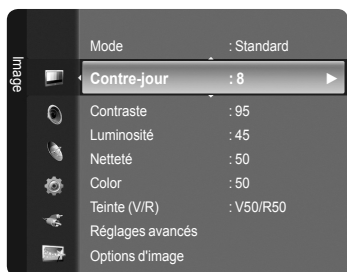 Image
Mode : Standard
Contre-jour : 8
Contraste : 95
Luminosité : 45
Netteté : 50
Color : 50
Teinte (V/R) : V50/R50
Réglages avancés
Options d'image